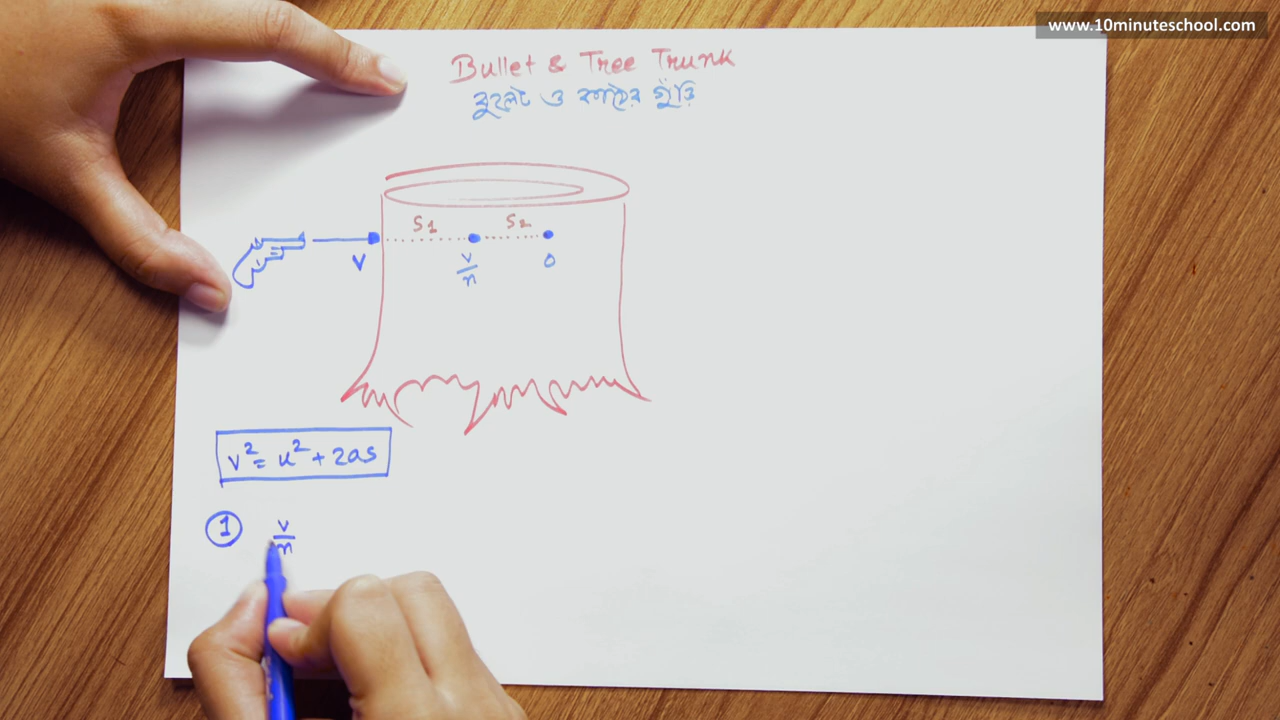 www.10minuteschool.com
Bullet & Tree Trunk
বুলেট ও কাঠের গুঁড়ি
S1 S2
v
v/n
0
v² = u² + 2as
1 v/n